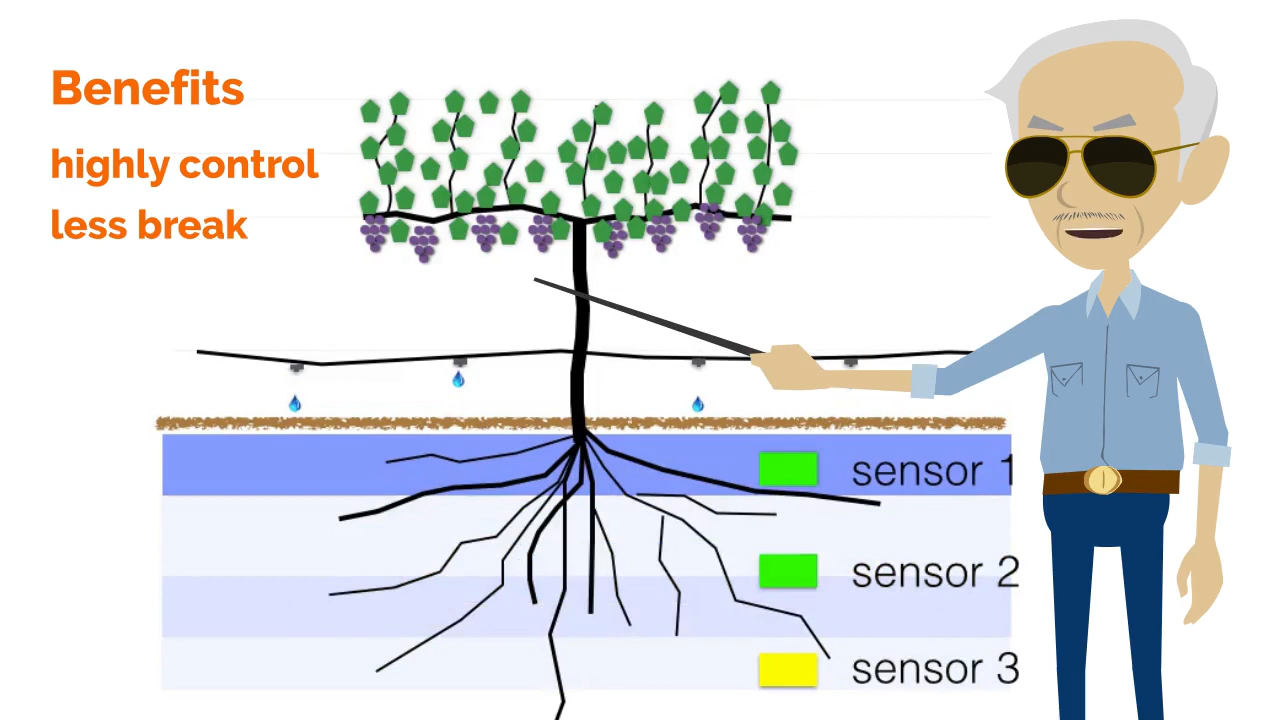 Benefits
highly control
less break
sensor 1
sensor 2
sensor 3